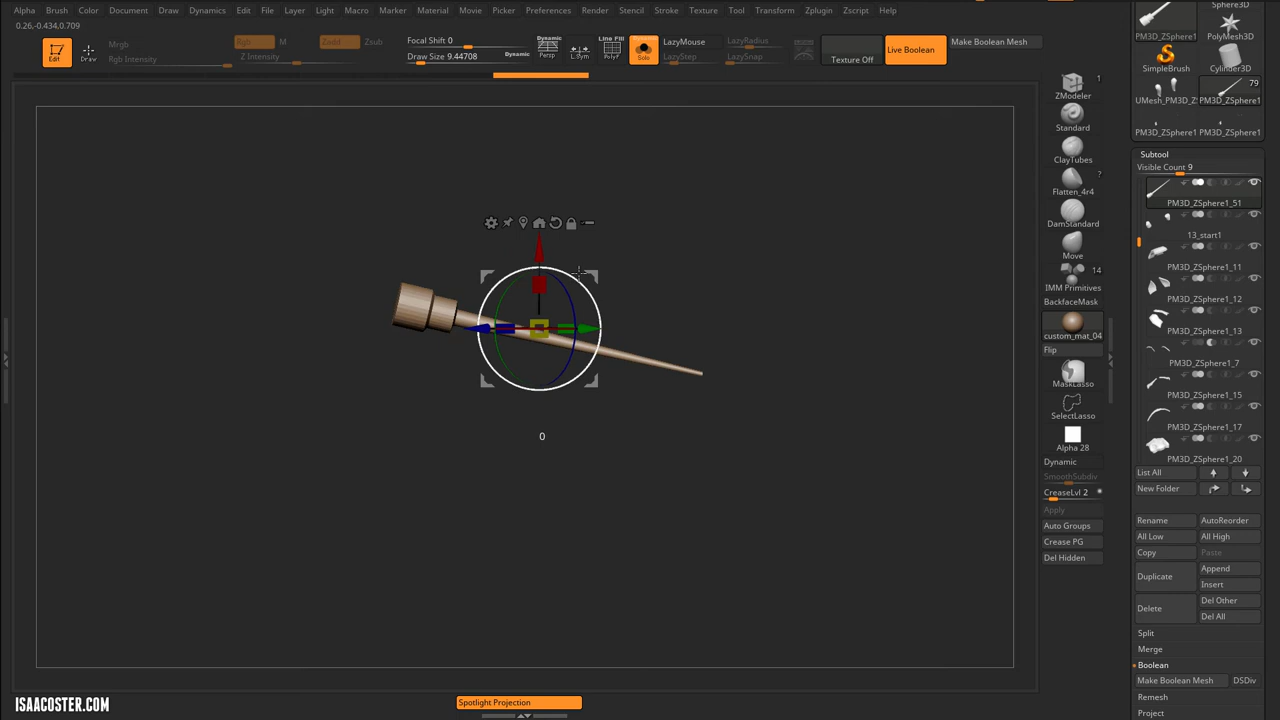 Alpha Brush Color Document Draw Dynamics Edit File Layer Light Macro Marker Material Movie Picker Preferences Render Stencil Stroke Texture Tool Transform Zplugin Zscript Help
0.26,-0.434,0.709
Edit
Draw
Mrgb
Rgb Intensity
Rgb
M
Zadd
Zsub
Z Intensity
Focal Shift 0
Draw Size 9.44708
Dynamic
Dynamic
Persp
L.Sym
Line Fill
PolyF
Dynamic
Solo
LazyMouse
LazyStep
LazyRadius
LazySnap
Texture Off
Live Boolean
Make Boolean Mesh
0
ZModeler
1
Standard
ClayTubes
?
Flatten_4r4
DamStandard
Move
14
IMM Primitives
BackfaceMask
custom_mat_04
Flip
MaskLasso
SelectLasso
Alpha 28
Dynamic
SmoothSubdiv
CreaseLvl 2
Apply
Auto Groups
Crease PG
Del Hidden
Sphere3D
PM3D_ZSphere1
PolyMesh3D
SimpleBrush
Cylinder3D
79
UMesh_PM3D_ZS
PM3D_ZSphere1
PM3D_ZSphere1
PM3D_ZSphere1
Subtool
Visible Count 9
PM3D_ZSphere1_51
13_start1
PM3D_ZSphere1_11
PM3D_ZSphere1_12
PM3D_ZSphere1_13
PM3D_ZSphere1_7
PM3D_ZSphere1_15
PM3D_ZSphere1_17
PM3D_ZSphere1_20
List All
New Folder
Rename
AutoReorder
All Low
All High
Copy
Paste
Duplicate
Append
Insert
Delete
Del Other
Del All
Split
Merge
Boolean
Make Boolean Mesh
DSDiv
Remesh
Project
Spotlight Projection
ISAACOSTER.COM